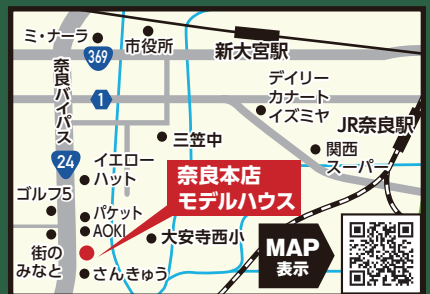 ミ・ナーラ
市役所
新大宮駅
369
奈良バイパス
1
デイリー
カナート
イズミヤ
JR奈良駅
三笠中
関西
スーパー
24
イエロー
ハット
奈良本店
モデルハウス
ゴルフ5
パケット
AOKI
大安寺西小
街の
みなと
さんきゅう
MAP
表示